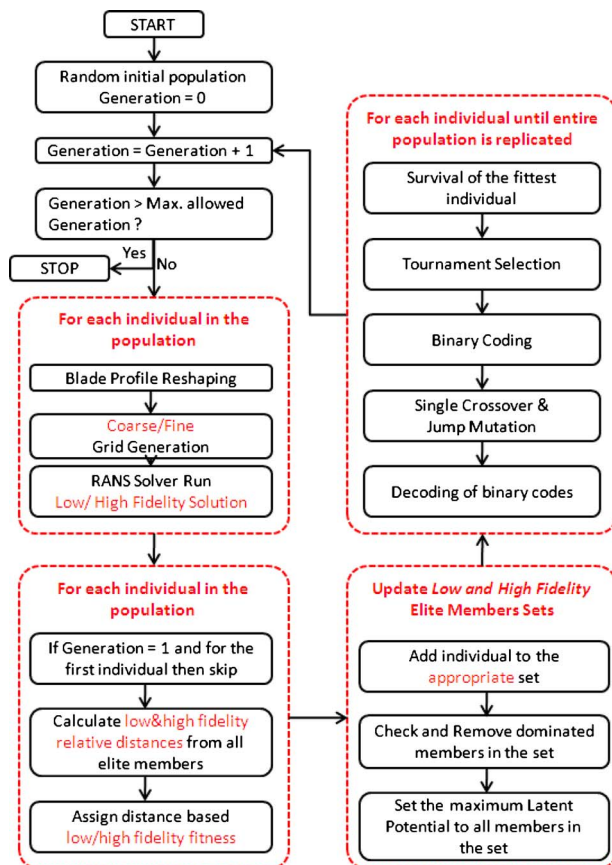 START
Random initial population
Generation = 0
Generation = Generation + 1
Generation > Max. allowed
Generation ?
Yes
No
STOP
For each individual in the
population
Blade Profile Reshaping
Coarse/Fine
Grid Generation
RANS Solver Run
Low/ High Fidelity Solution
For each individual in the
population
If Generation = 1 and for the
first individual then skip
Calculate low&high fidelity
relative distances from all
elite members
Assign distance based
low/high fidelity fitness
Update Low and High Fidelity
Elite Members Sets
Add individual to the
appropriate set
Check and Remove dominated
members in the set
Set the maximum Latent
Potential to all members in
the set
For each individual until entire
population is replicated
Survival of the fittest
individual
Tournament Selection
Binary Coding
Single Crossover &
Jump Mutation
Decoding of binary codes